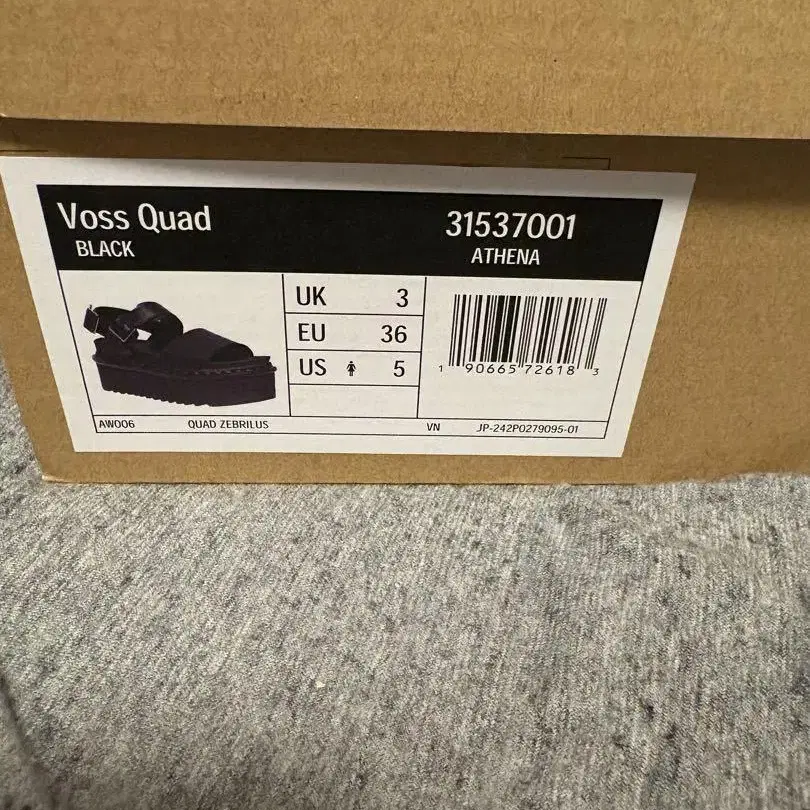 Voss Quad
BLACK
31537001
ATHENA
UK 3
EU 36
US 5
1 90665 72618 3
AW006 QUAD ZEBRILUS VN JP-242P0279095-01